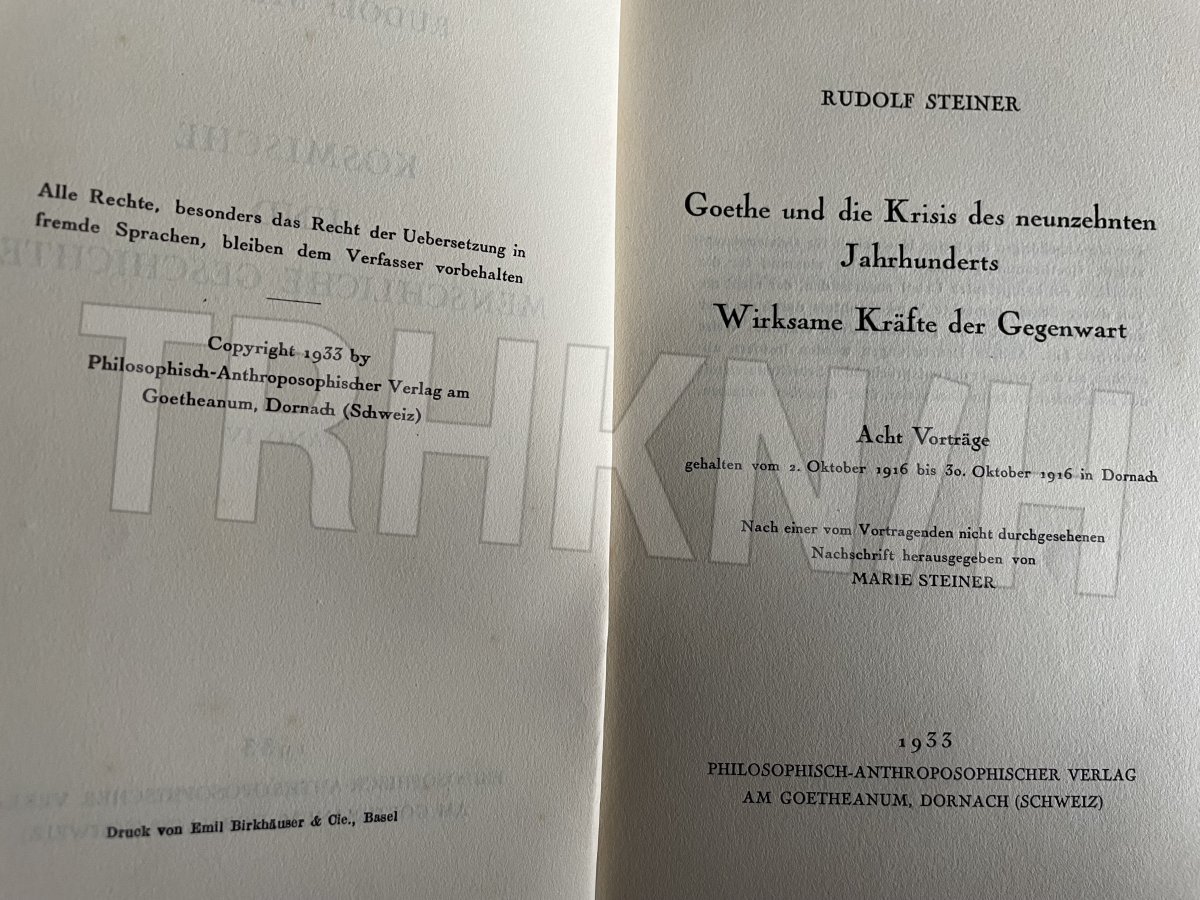 Alle Rechte, besonders das Recht der Uebersetzung in
fremde Sprachen, bleiben dem Verfasser vorbehalten
Copyright 1933 by
Philosophisch-Anthroposophischer Verlag am
Goetheanum, Dornach (Schweiz)
Druck von Emil Birkhäuser & Cie., Basel
RUDOLF STEINER
Goethe und die Krisis des neunzehnten
Jahrhunderts
Wirksame Kräfte der Gegenwart
Acht Vorträge
gehalten vom 2. Oktober 1916 bis 30. Oktober 1916 in Dornach
Nach einer vom Vortragenden nicht durchgesehenen
Nachschrift herausgegeben von
MARIE STEINER
1933
PHILOSOPHISCH-ANTHROPOSOPHISCHER VERLAG
AM GOETHEANUM, DORNACH (SCHWEIZ)
KOSMISCHE
MENSCHLICHE GESCHICHTE